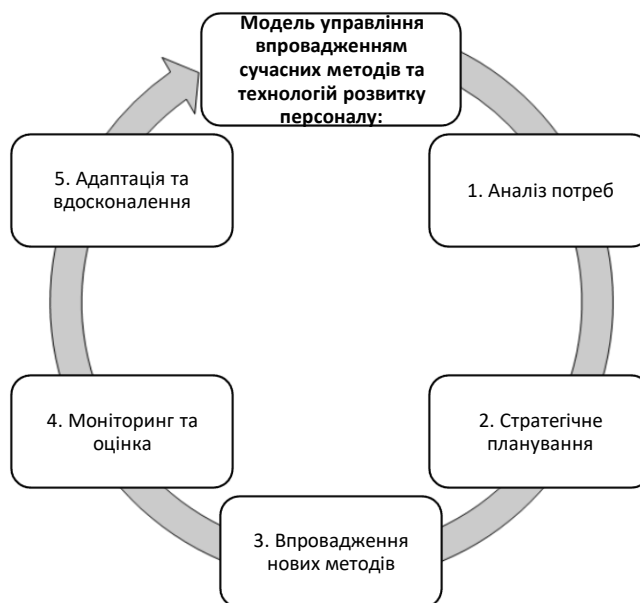 Модель управління
впровадженням
сучасних методів та
технологій розвитку
персоналу:
1. Аналіз потреб
2. Стратегічне
планування
3. Впровадження
нових методів
4. Моніторинг та
оцінка
5. Адаптація та
вдосконалення